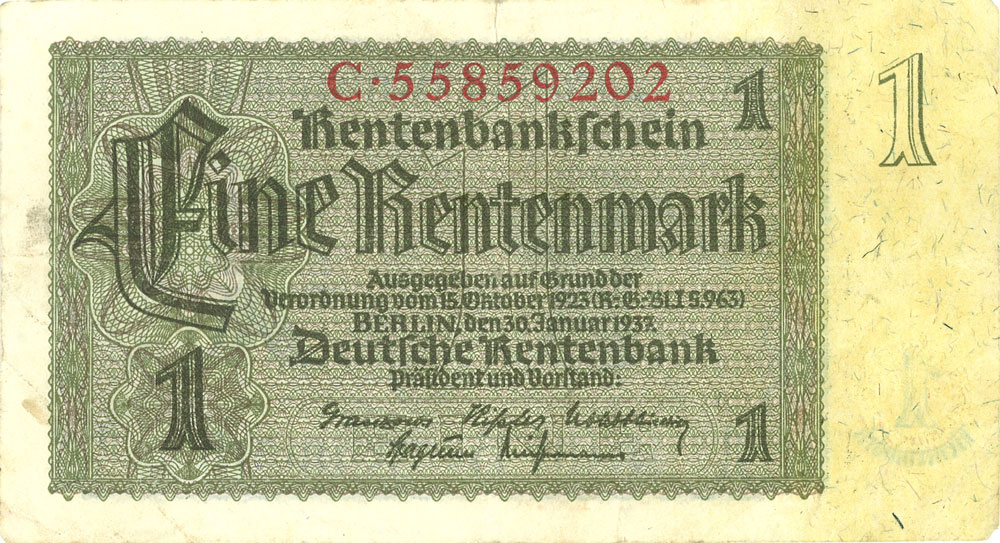 C·55859202
1
1
Rentenbankschein
Eine Rentenmark
Ausgegeben auf Grund der
Verordnung vom 15. Oktober 1923 (R.-G.-Bl. I S. 963)
BERLIN, den 30. Januar 1937.
Deutsche Rentenbank
Präsident und Vorstand:
1
1